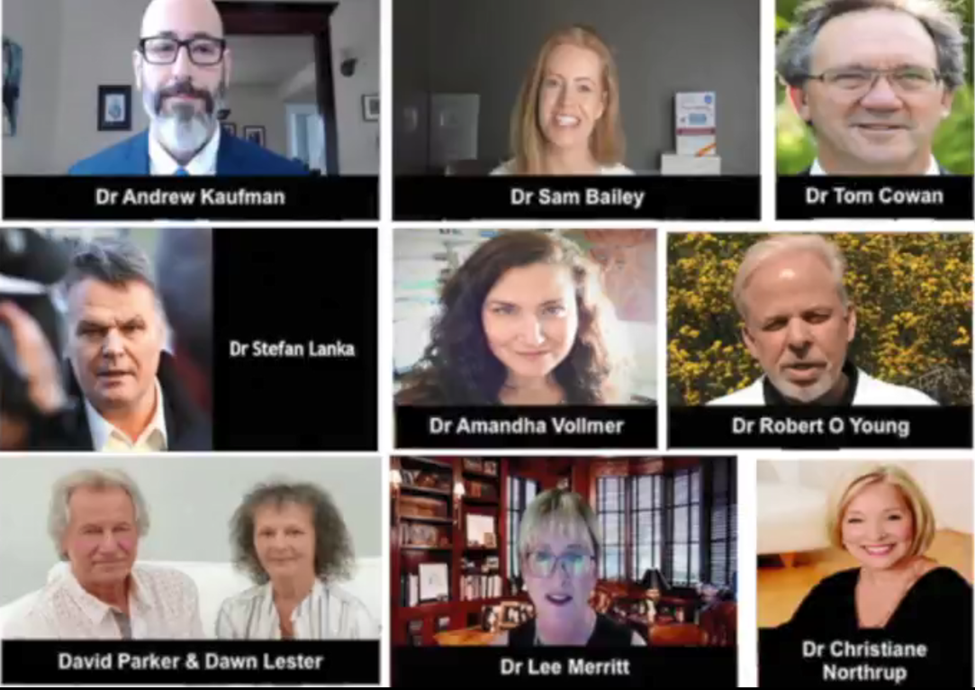 Dr Andrew Kaufman
Dr Sam Bailey
Dr Tom Cowan
Dr Stefan Lanka
Dr Amandha Vollmer
Dr Robert O Young
David Parker & Dawn Lester
Dr Lee Merritt
Dr Christiane
Northrup